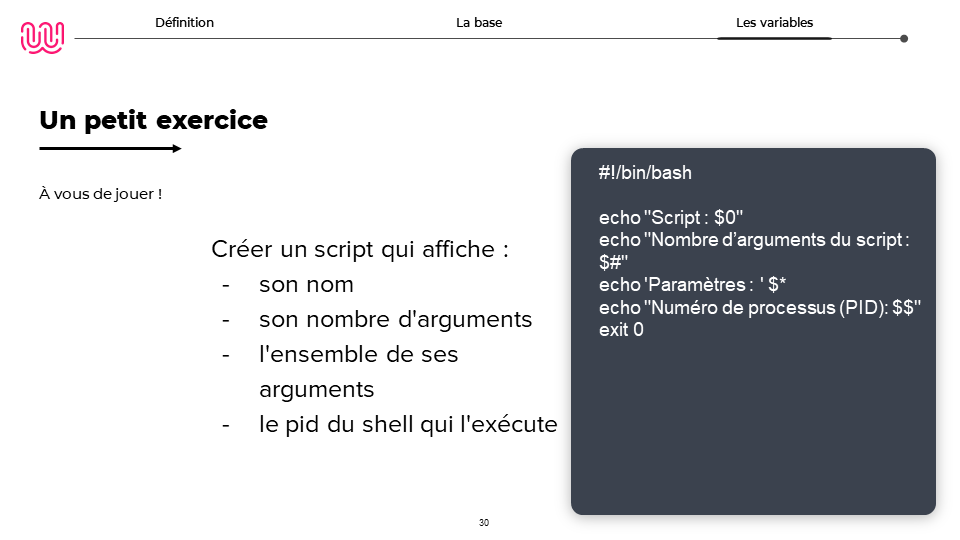 Définition
La base
Les variables
Un petit exercice
À vous de jouer !
Créer un script qui affiche :
- son nom
- son nombre d'arguments
- l'ensemble de ses
arguments
- le pid du shell qui l'exécute
#!/bin/bash
echo "Script : $0"
echo "Nombre d’arguments du script :
$#"
echo 'Paramètres : ' $*
echo "Numéro de processus (PID): $$"
exit 0
30